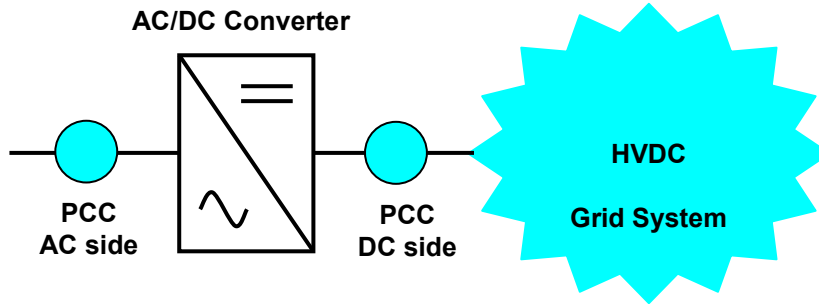 AC/DC Converter
PCC
AC side
PCC
DC side
HVDC
Grid System